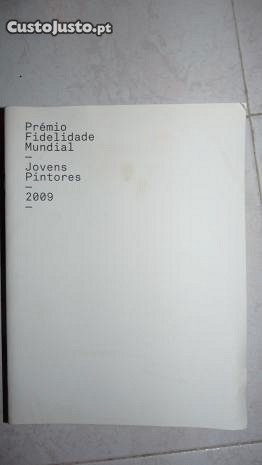 CustoJusto.pt
Prémio
Fidelidade
Mundial
—
Jovens
Pintores
—
2009
—